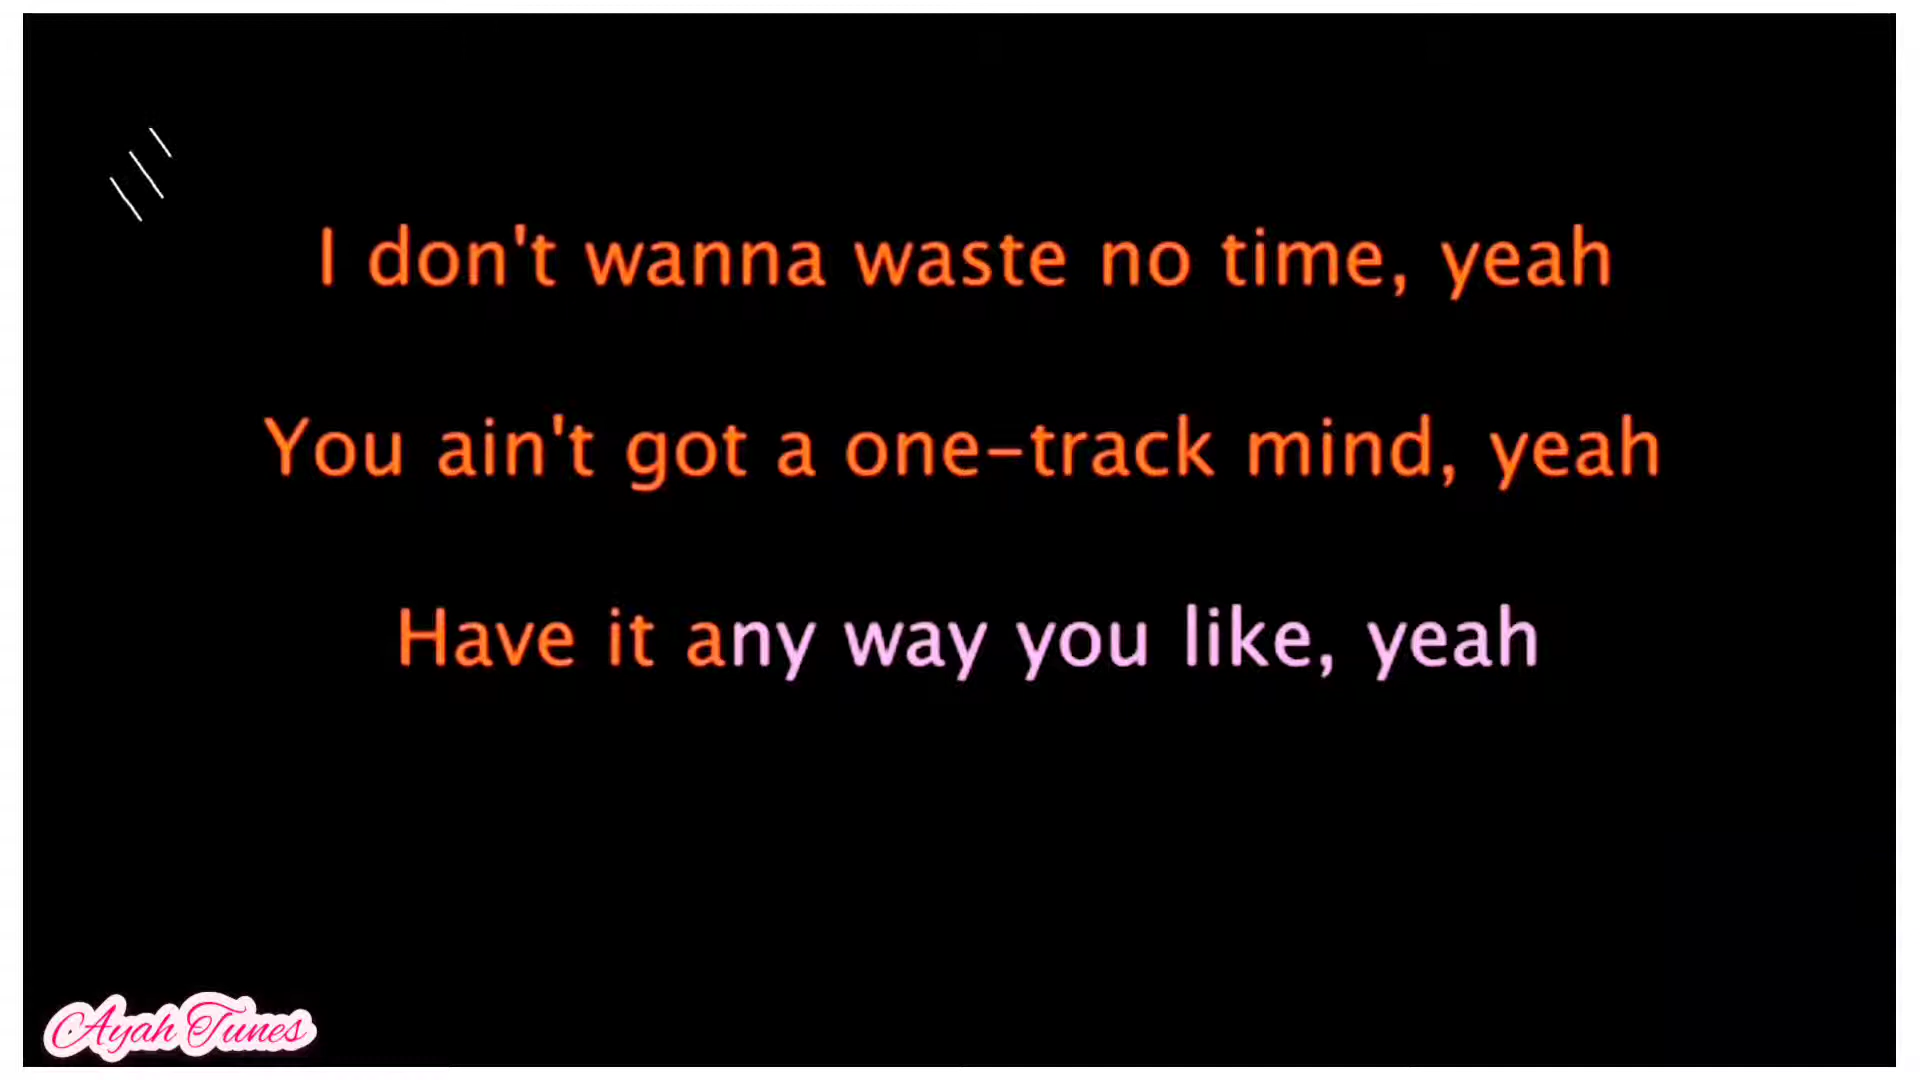 I don't wanna waste no time, yeah
You ain't got a one-track mind, yeah
Have it any way you like, yeah
Ayah Tunes